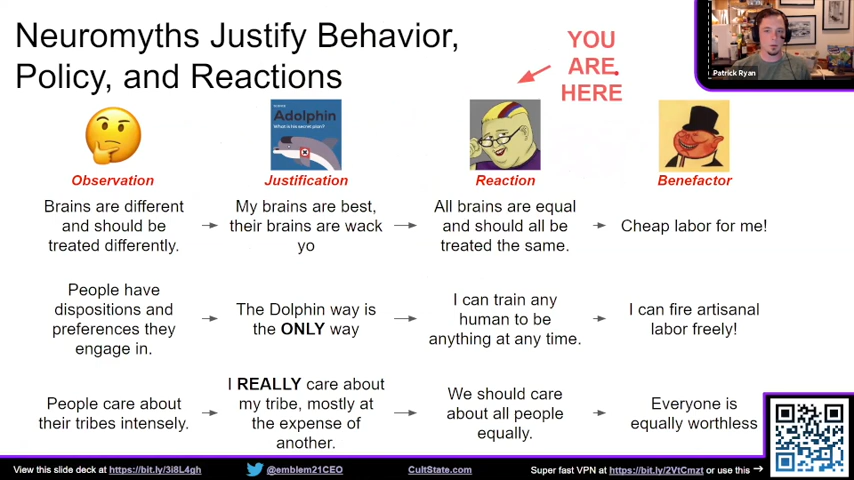 Neuromyths Justify Behavior,
Policy, and Reactions
YOU
ARE
HERE
Patrick Ryan
Adolphin
What is his secret plan?
Observation
Justification
Reaction
Benefactor
Brains are different
and should be
treated differently.
My brains are best,
their brains are wack
yo
All brains are equal
and should all be
treated the same.
Cheap labor for me!
People have
dispositions and
preferences they
engage in.
The Dolphin way is
the ONLY way
I can train any
human to be
anything at any time.
I can fire artisanal
labor freely!
People care about
their tribes intensely.
I REALLY care about
my tribe, mostly at
the expense of
another.
We should care
about all people
equally.
Everyone is
equally worthless
View this slide deck at https://bit.ly/3i8L4gh
@emblem21CEO
CultState.com
Super fast VPN at https://bit.ly/2VtCmzt or use this